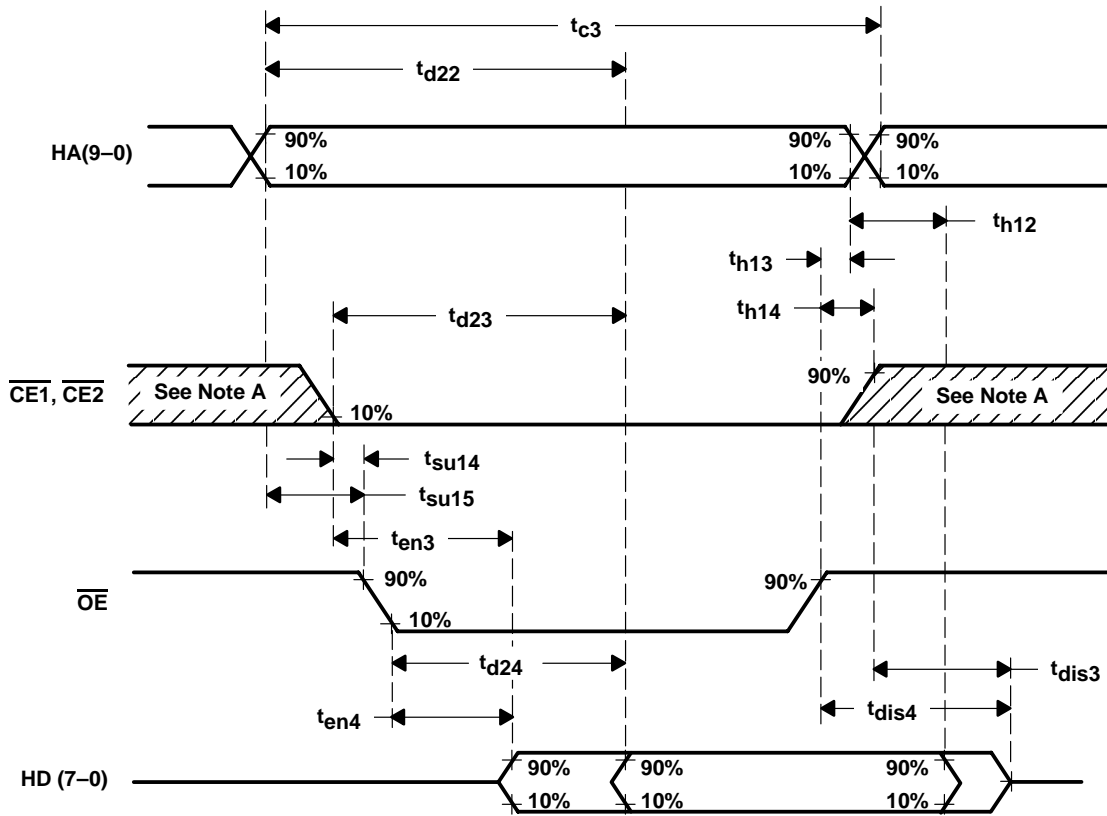 tc3
td22
HA(9–0)
90%
10%
90%
10%
90%
10%
th12
th13
th14
td23
CE1, CE2
See Note A
10%
90%
See Note A
tsu14
tsu15
ten3
OE
90%
10%
90%
td24
tdis3
ten4
tdis4
HD (7–0)
90%
10%
90%
10%
90%
10%